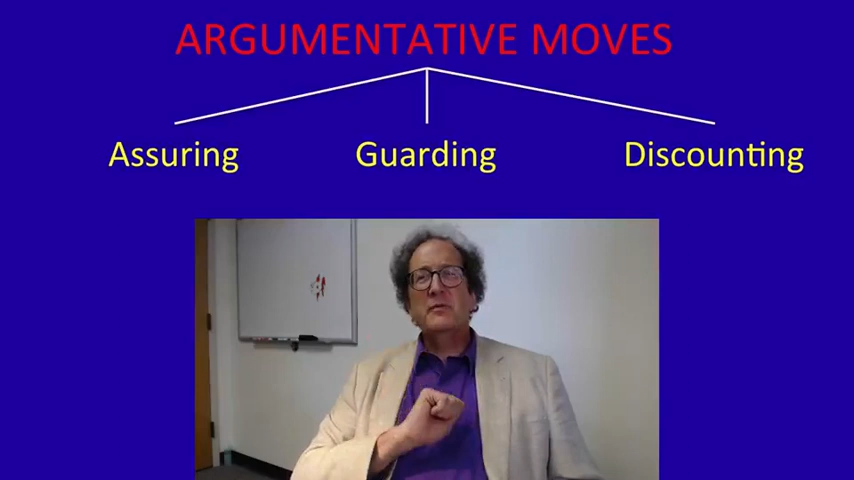 ARGUMENTATIVE MOVES
Assuring Guarding Discounting